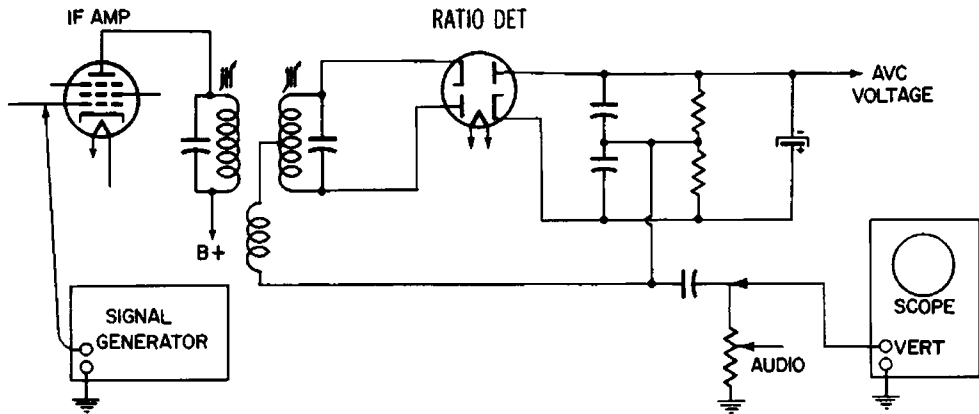 IF AMP
RATIO DET
AVC
VOLTAGE
B+
SIGNAL
GENERATOR
SCOPE
VERT
AUDIO